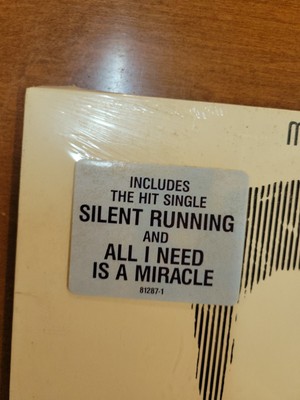 INCLUDES
THE HIT SINGLE
SILENT RUNNING
AND
ALL I NEED
IS A MIRACLE
81287-1
m